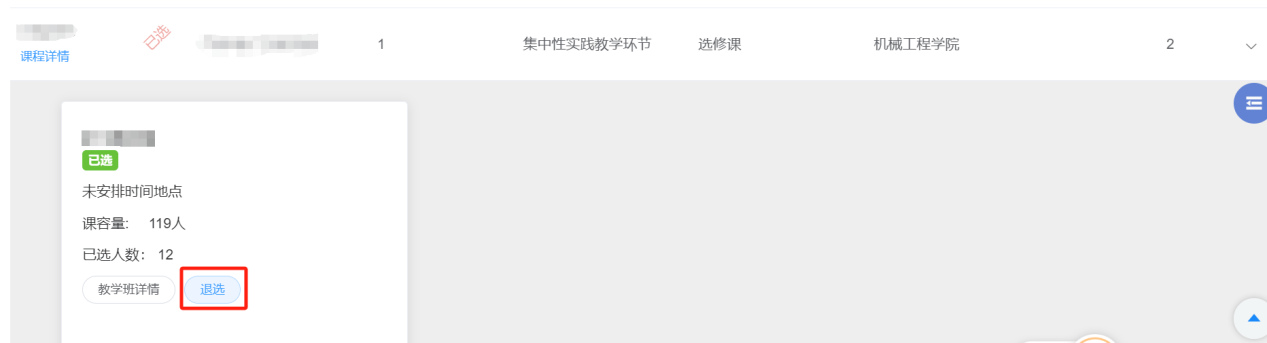 已选
1 集中性实践教学环节 选修课 机械工程学院 2
课程详情
已选
未安排时间地点
课容量: 119人
已选人数: 12
教学班详情 退选